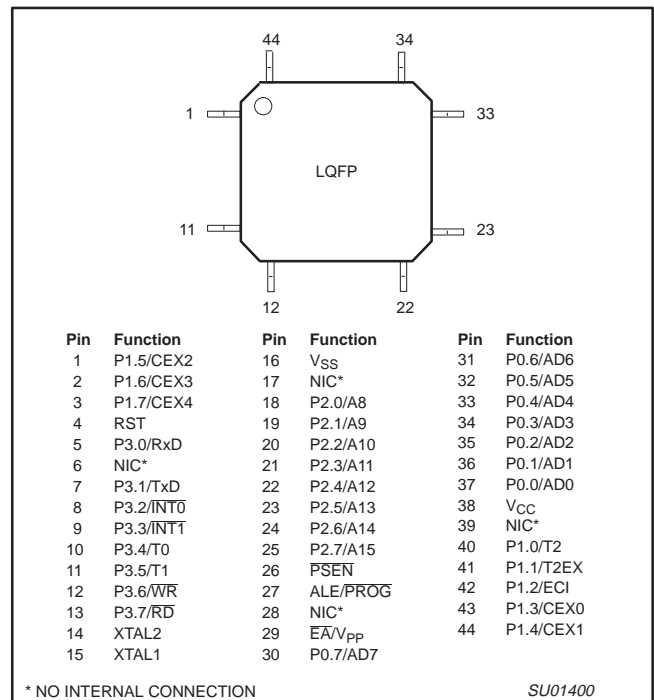 44 34
1 33
LQFP
11 23
12 22
Pin Function Pin Function Pin Function
1 P1.5/CEX2 16 VSS 31 P0.6/AD6
2 P1.6/CEX3 17 NIC* 32 P0.5/AD5
3 P1.7/CEX4 18 P2.0/A8 33 P0.4/AD4
4 RST 19 P2.1/A9 34 P0.3/AD3
5 P3.0/RxD 20 P2.2/A10 35 P0.2/AD2
6 NIC* 21 P2.3/A11 36 P0.1/AD1
7 P3.1/TxD 22 P2.4/A12 37 P0.0/AD0
8 P3.2/INT0 23 P2.5/A13 38 VCC
9 P3.3/INT1 24 P2.6/A14 39 NIC*
10 P3.4/T0 25 P2.7/A15 40 P1.0/T2
11 P3.5/T1 26 PSEN 41 P1.1/T2EX
12 P3.6/WR 27 ALE/PROG 42 P1.2/ECI
13 P3.7/RD 28 NIC* 43 P1.3/CEX0
14 XTAL2 29 EA/VPP 44 P1.4/CEX1
15 XTAL1 30 P0.7/AD7
* NO INTERNAL CONNECTION SU01400